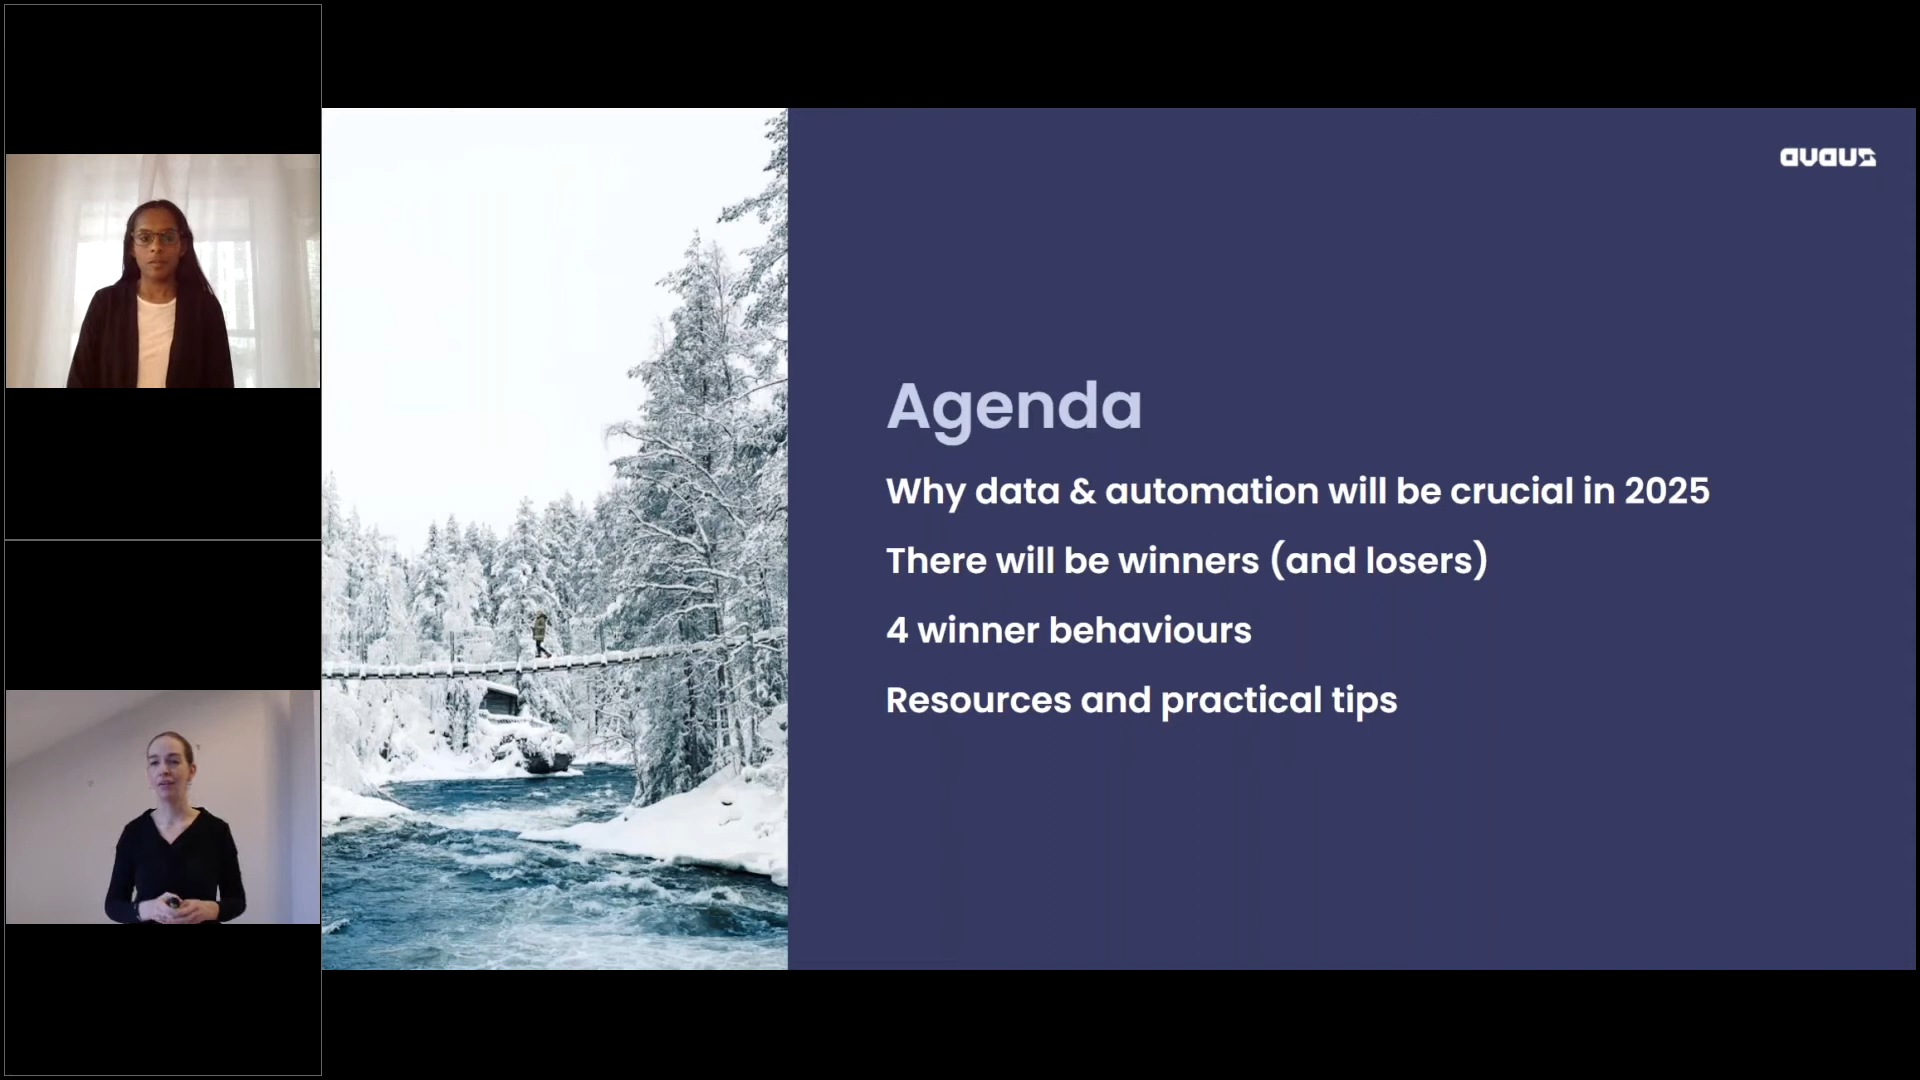 avaus
Agenda
Why data & automation will be crucial in 2025
There will be winners (and losers)
4 winner behaviours
Resources and practical tips